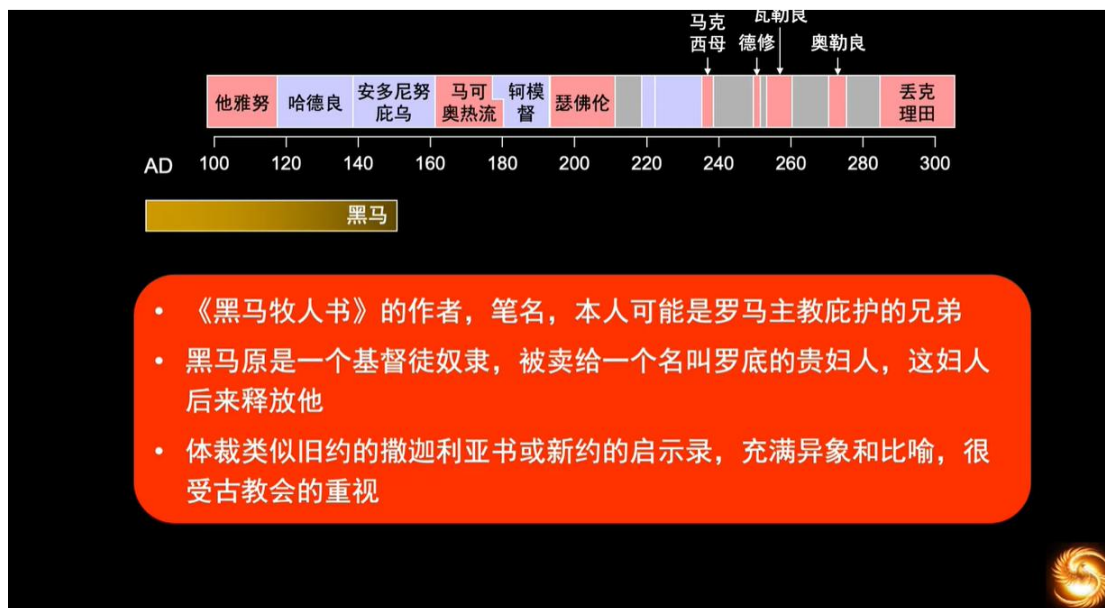 瓦勒良
马克
西母
德修
奥勒良
他雅努
哈德良
安多尼努
庇乌
马可
奥热流
轲模
督
瑟佛伦
丢克
理田
AD 100 120 140 160 180 200 220 240 260 280 300
黑马
• 《黑马牧人书》的作者，笔名，本人可能是罗马主教庇护的兄弟
• 黑马原是一个基督徒奴隶，被卖给一个名叫罗底的贵妇人，这妇人
后来释放他
• 体裁类似旧约的撒迦利亚书或新约的启示录，充满异象和比喻，很
受古教会的重视